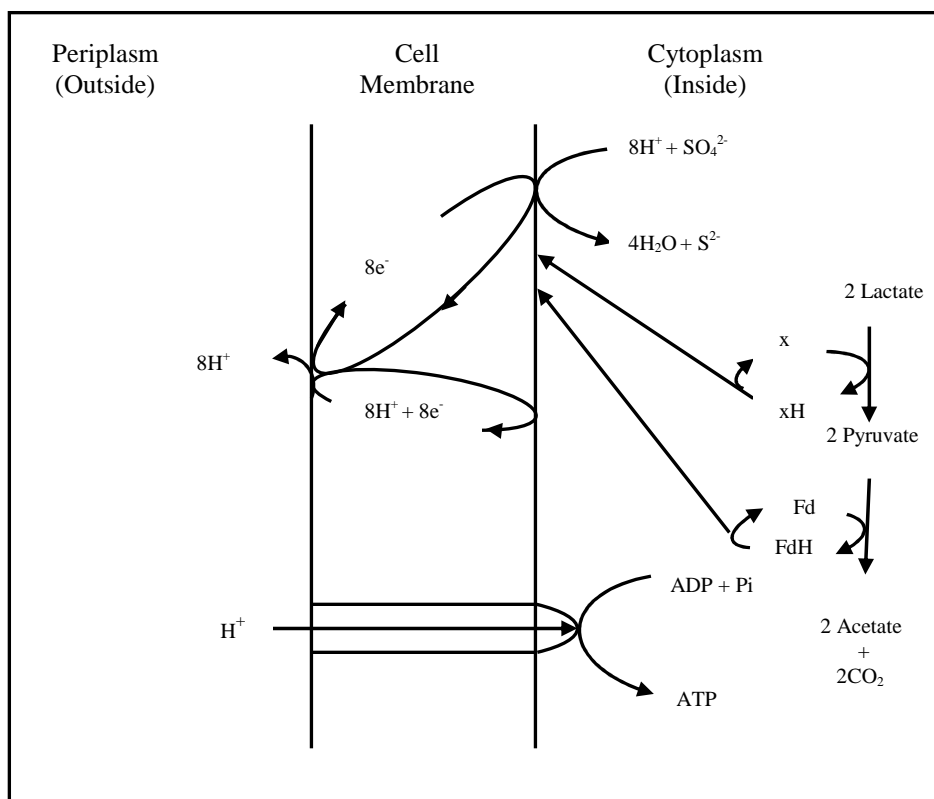 Periplasm
(Outside)
Cell
Membrane
Cytoplasm
(Inside)
8H⁺ + SO₄²⁻
4H₂O + S²⁻
8e⁻
2 Lactate
8H⁺
x
8H⁺ + 8e⁻
xH
2 Pyruvate
Fd
FdH
ADP + Pi
H⁺
2 Acetate
+
2CO₂
ATP